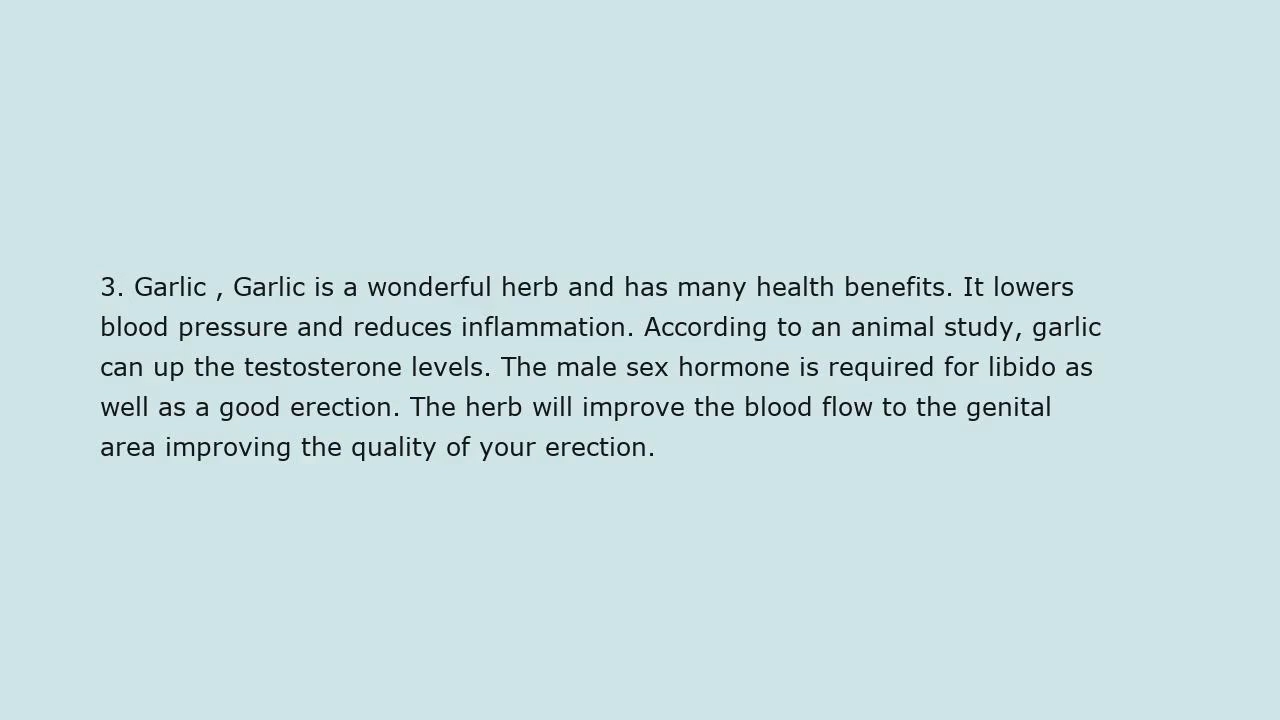 3. Garlic , Garlic is a wonderful herb and has many health benefits. It lowers
blood pressure and reduces inflammation. According to an animal study, garlic
can up the testosterone levels. The male sex hormone is required for libido as
well as a good erection. The herb will improve the blood flow to the genital
area improving the quality of your erection.